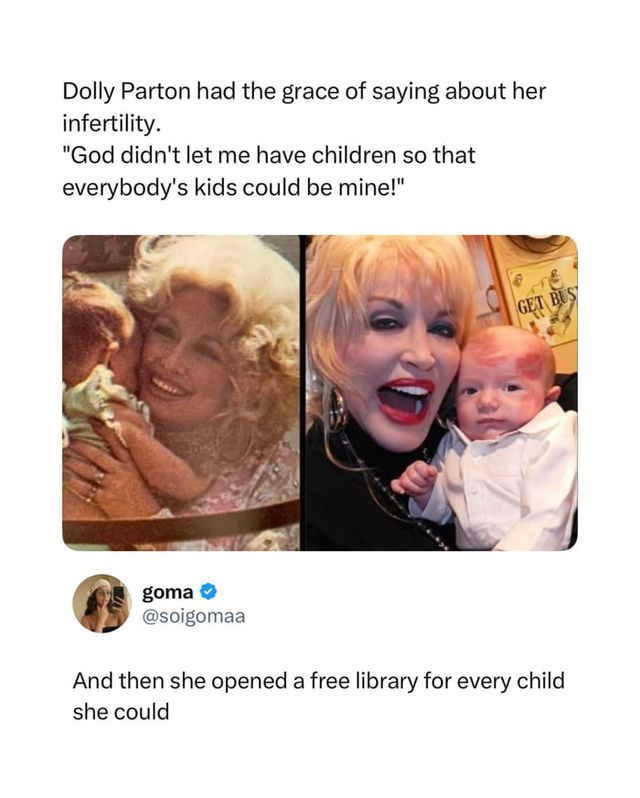 Dolly Parton had the grace of saying about her
infertility.
"God didn't let me have children so that
everybody's kids could be mine!"
GET BUS
goma
@soigomaa
And then she opened a free library for every child
she could